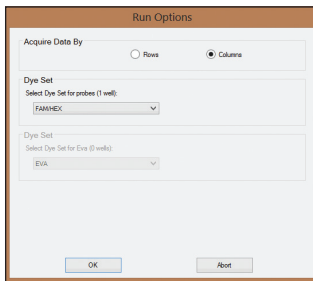 Run Options
Acquire Data By
Rows Columns
Dye Set
Select Dye Set for probes (1 well):
FAM/HEX
Dye Set
Select Dye Set for Eva (0 wells):
EVA
OK Abort